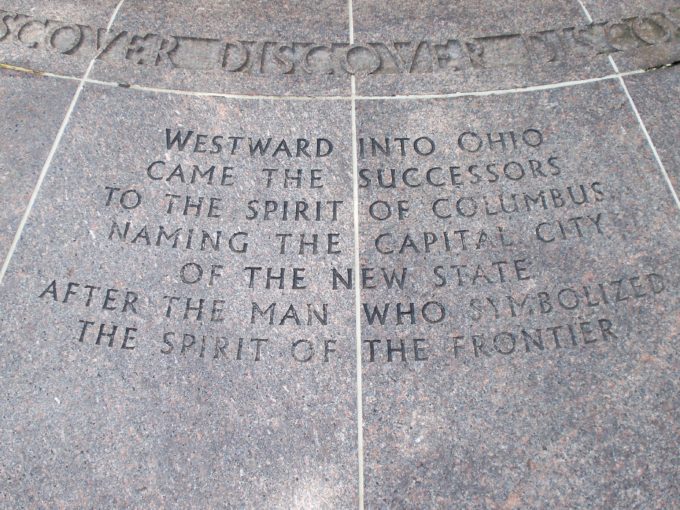 DISCOVER DISCOVER DISCOVER
WESTWARD INTO OHIO
CAME THE SUCCESSORS
TO THE SPIRIT OF COLUMBUS
NAMING THE CAPITAL CITY
OF THE NEW STATE
AFTER THE MAN WHO SYMBOLIZED
THE SPIRIT OF THE FRONTIER